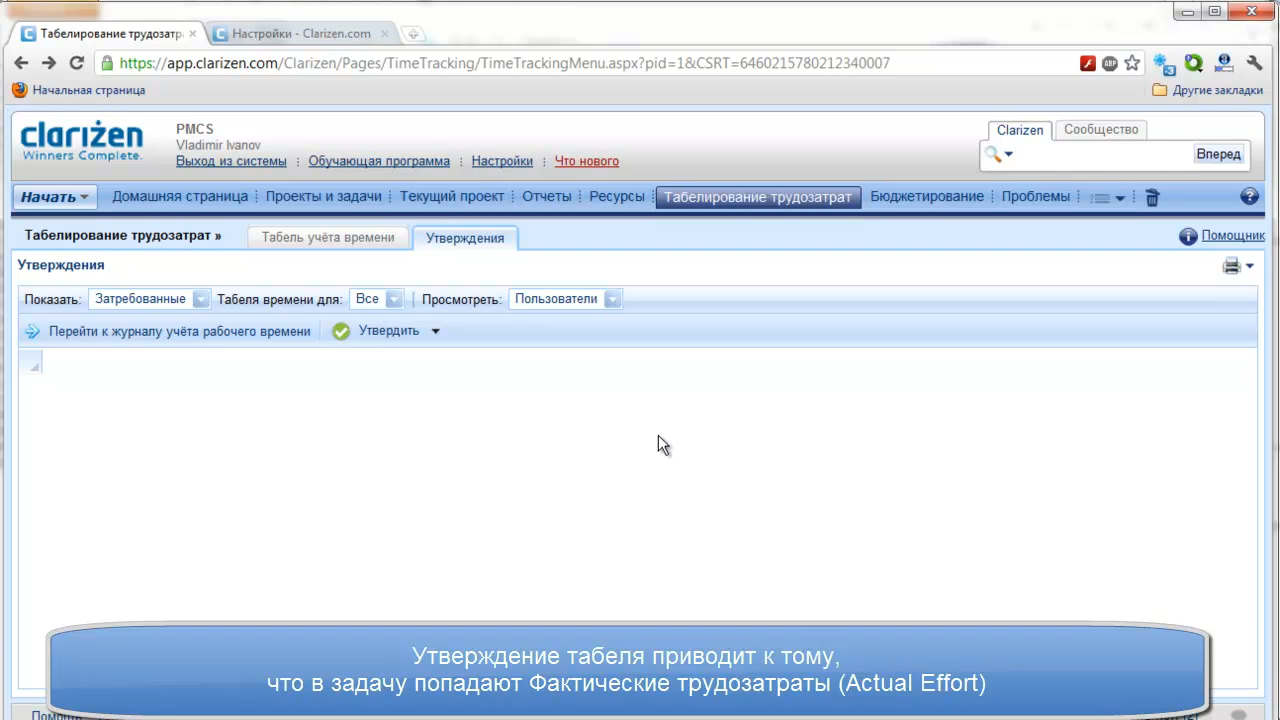 Табелирование трудозатр
Настройки - Clarizen.com
https://app.clarizen.com/Clarizen/Pages/TimeTracking/TimeTrackingMenu.aspx?pid=1&CSRT=6460215780212340007
ABP
Начальная страница
Другие закладки
clarizen
Winners Complete.
PMCS
Vladimir Ivanov
Выход из системы
Обучающая программа
Настройки
Что нового
Clarizen
Сообщество
Вперед
Начать
Домашняя страница
Проекты и задачи
Текущий проект
Отчеты
Ресурсы
Табелирование трудозатрат
Бюджетирование
Проблемы
Табелирование трудозатрат »
Табель учёта времени
Утверждения
Помощник
Утверждения
Показать: Затребованные Табеля времени для: Все Просмотреть: Пользователи
Перейти к журналу учёта рабочего времени
Утвердить
Утверждение табеля приводит к тому,
что в задачу попадают Фактические трудозатраты (Actual Effort)